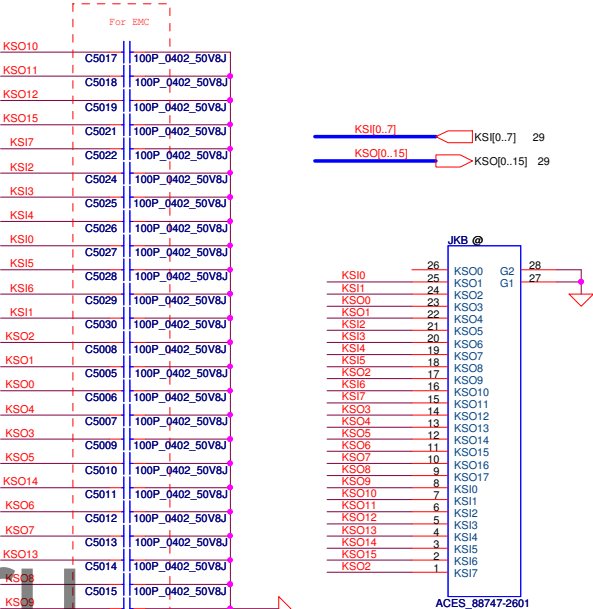 For EMC
KSO10
C5017 100P_0402_50V8J
KSO11
C5018 100P_0402_50V8J
KSO12
C5019 100P_0402_50V8J
KSO15
C5021 100P_0402_50V8J
KSI7
C5022 100P_0402_50V8J
KSI2
C5024 100P_0402_50V8J
KSI3
C5025 100P_0402_50V8J
KSI4
C5026 100P_0402_50V8J
KSI0
C5027 100P_0402_50V8J
KSI5
C5028 100P_0402_50V8J
KSI6
C5029 100P_0402_50V8J
KSI1
C5030 100P_0402_50V8J
KSO2
C5008 100P_0402_50V8J
KSO1
C5005 100P_0402_50V8J
KSO0
C5006 100P_0402_50V8J
KSO4
C5007 100P_0402_50V8J
KSO3
C5009 100P_0402_50V8J
KSO5
C5010 100P_0402_50V8J
KSO14
C5011 100P_0402_50V8J
KSO6
C5012 100P_0402_50V8J
KSO7
C5013 100P_0402_50V8J
KSO13
C5014 100P_0402_50V8J
KSO8
C5015 100P_0402_50V8J
KSO9
KSI[0..7] KSI[0..7] 29
KSO[0..15] KSO[0..15] 29
JKB @
26 KSO0 G2 28
KSI0 25 KSO1 G1 27
KSI1 24 KSO2
KSO0 23 KSO3
KSO1 22 KSO4
KSI2 21 KSO5
KSI3 20 KSO6
KSI4 19 KSO7
KSI5 18 KSO8
KSO2 17 KSO9
KSI6 16 KSO10
KSI7 15 KSO11
KSO3 14 KSO12
KSO4 13 KSO13
KSO5 12 KSO14
KSO6 11 KSO15
KSO7 10 KSO16
KSO8 9 KSO17
KSO9 8 KSI0
KSO10 7 KSI1
KSO11 6 KSI2
KSO12 5 KSI3
KSO13 4 KSI4
KSO14 3 KSI5
KSO15 2 KSI6
KSO2 1 KSI7
ACES_88747-2601